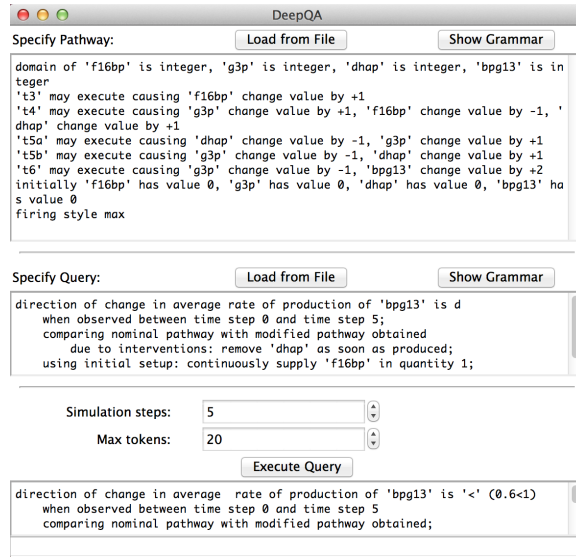 DeepQA
Specify Pathway: Load from File Show Grammar
domain of 'f16bp' is integer, 'g3p' is integer, 'dhap' is integer, 'bpg13' is in
teger
't3' may execute causing 'f16bp' change value by +1
't4' may execute causing 'g3p' change value by +1, 'f16bp' change value by -1, '
dhap' change value by +1
't5a' may execute causing 'dhap' change value by -1, 'g3p' change value by +1
't5b' may execute causing 'g3p' change value by -1, 'dhap' change value by +1
't6' may execute causing 'g3p' change value by -1, 'bpg13' change value by +2
initially 'f16bp' has value 0, 'g3p' has value 0, 'dhap' has value 0, 'bpg13' ha
s value 0
firing style max
Specify Query: Load from File Show Grammar
direction of change in average rate of production of 'bpg13' is d
when observed between time step 0 and time step 5;
comparing nominal pathway with modified pathway obtained
due to interventions: remove 'dhap' as soon as produced;
using initial setup: continuously supply 'f16bp' in quantity 1;
Simulation steps: 5
Max tokens: 20
Execute Query
direction of change in average  rate of production of 'bpg13' is '<' (0.6<1)
when observed between time step 0 and time step 5
comparing nominal pathway with modified pathway obtained;